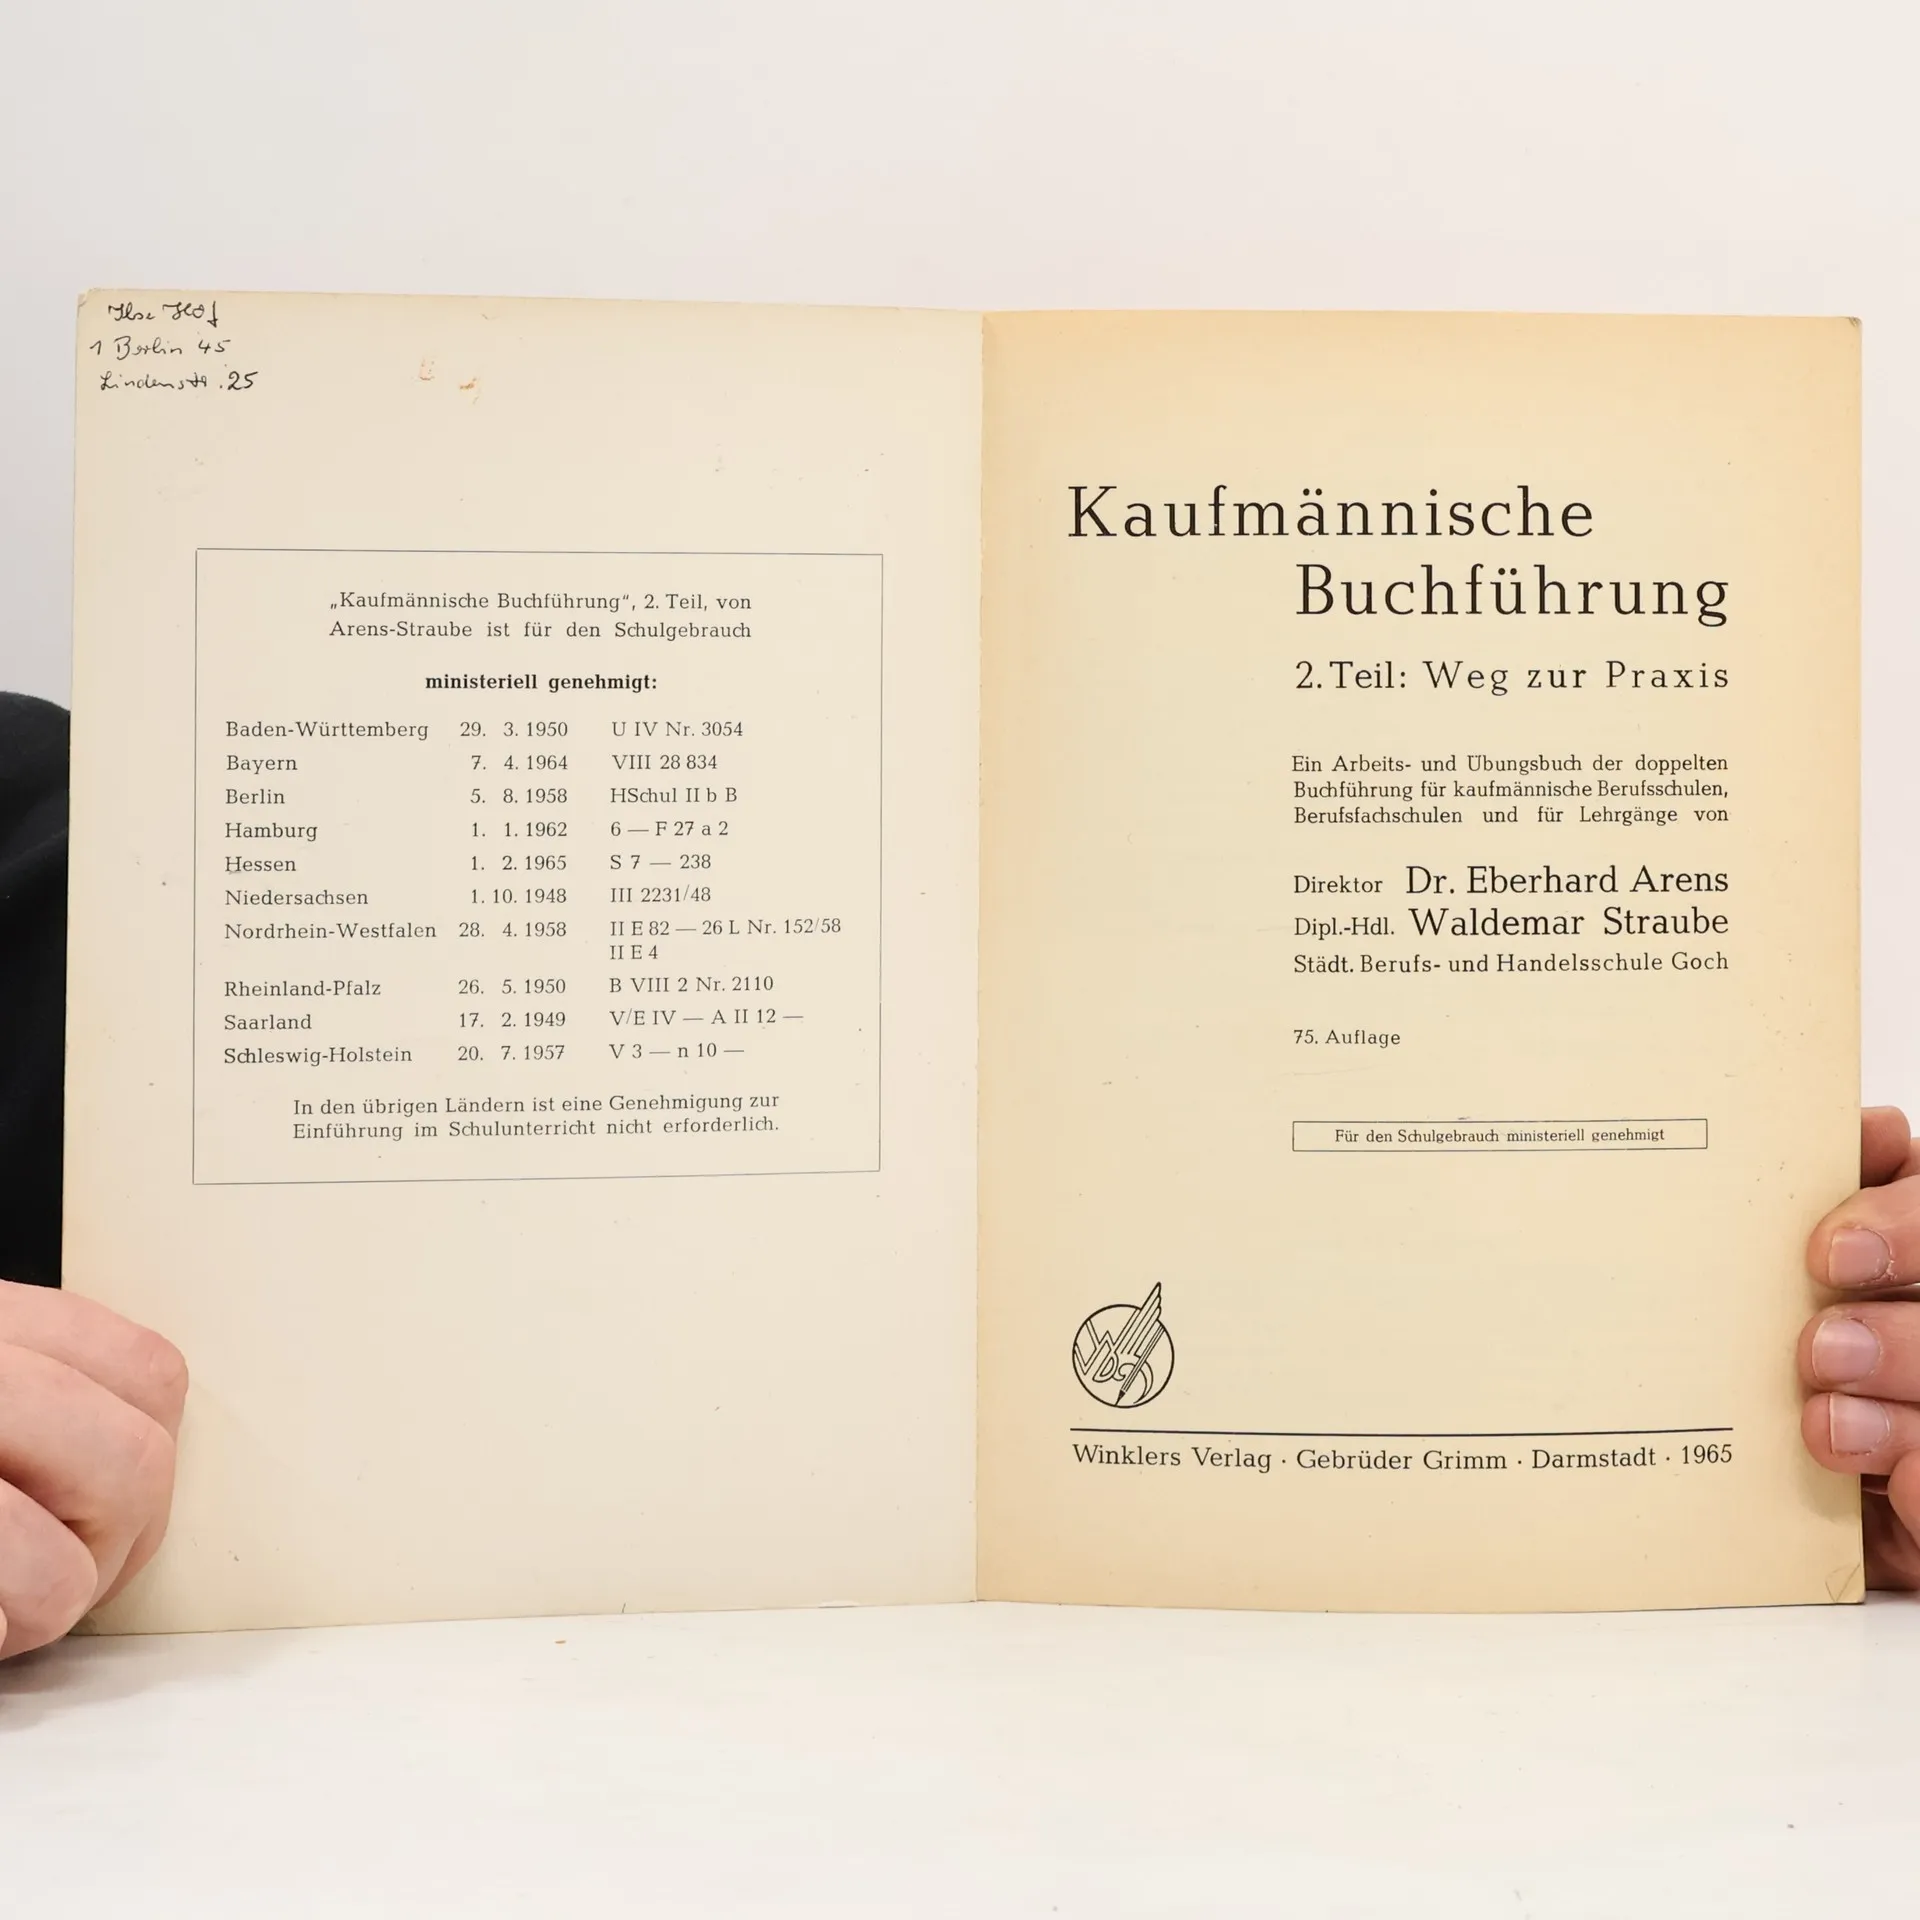 Ilse Hof
1 Berlin 45
Lindenstr. 25
„Kaufmännische Buchführung“, 2. Teil, von
Arens-Straube ist für den Schulgebrauch
ministeriell genehmigt:
Baden-Württemberg 29. 3. 1950 U IV Nr. 3054
Bayern 7. 4. 1964 VIII 28 834
Berlin 5. 8. 1958 HSchul II b B
Hamburg 1. 1. 1962 6 — F 27 a 2
Hessen 1. 2. 1965 S 7 — 238
Niedersachsen 1. 10. 1948 III 2231/48
Nordrhein-Westfalen 28. 4. 1958 II E 82 — 26 L Nr. 152/58
II E 4
Rheinland-Pfalz 26. 5. 1950 B VIII 2 Nr. 2110
Saarland 17. 2. 1949 V/E IV — A II 12 —
Schleswig-Holstein 20. 7. 1957 V 3 — n 10 —
In den übrigen Ländern ist eine Genehmigung zur
Einführung im Schulunterricht nicht erforderlich.
Kaufmännische
Buchführung
2. Teil: Weg zur Praxis
Ein Arbeits- und Übungsbuch der doppelten
Buchführung für kaufmännische Berufsschulen,
Berufsfachschulen und für Lehrgänge von
Direktor Dr. Eberhard Arens
Dipl.-Hdl. Waldemar Straube
Städt. Berufs- und Handelsschule Goch
75. Auflage
Für den Schulgebrauch ministeriell genehmigt
Winklers Verlag · Gebrüder Grimm · Darmstadt · 1965